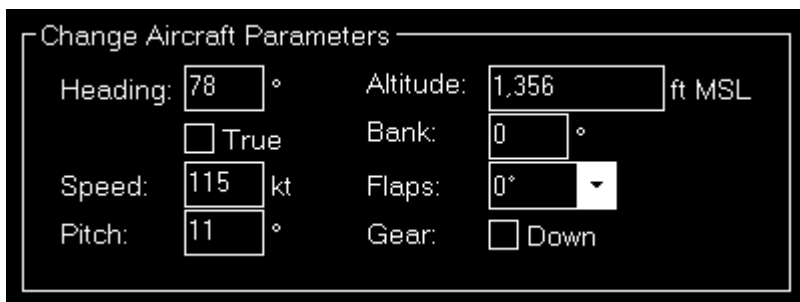 Change Aircraft Parameters
Heading: 78 ° Altitude: 1,356 ft MSL
True Bank: 0 °
Speed: 115 kt Flaps: 0°
Pitch: 11 ° Gear: Down